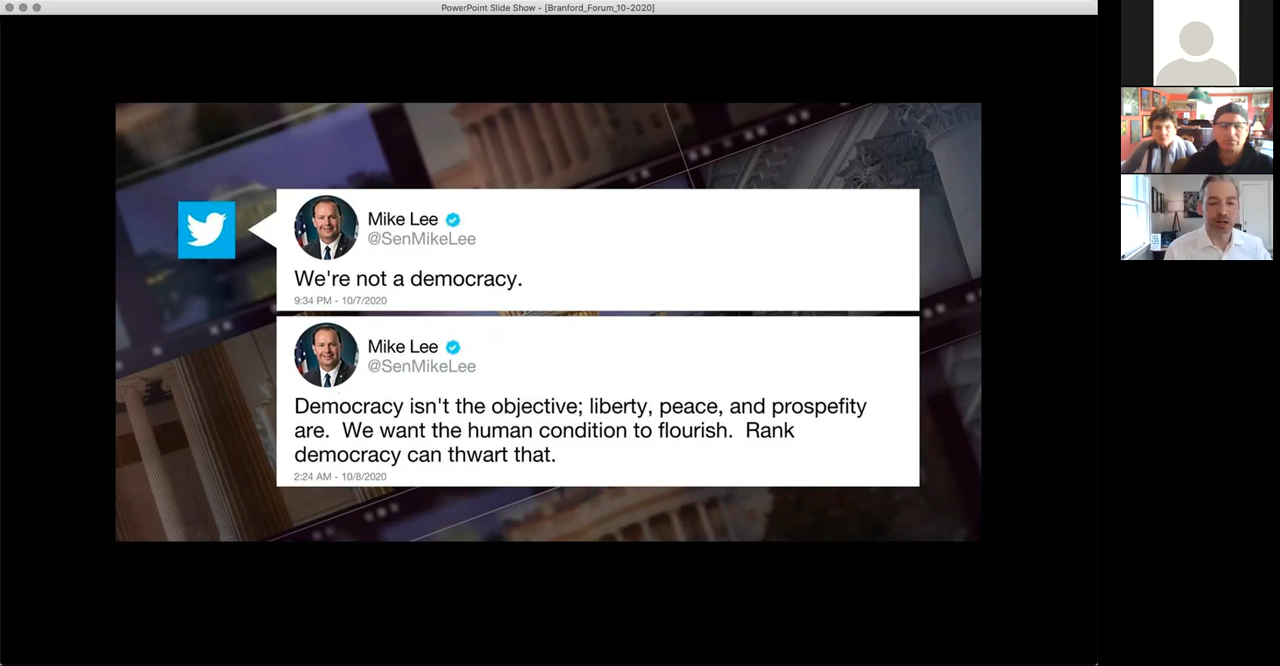 PowerPoint Slide Show - [Branford_Forum_10-2020]
Mike Lee
@SenMikeLee
We're not a democracy.
9:34 PM - 10/7/2020
Mike Lee
@SenMikeLee
Democracy isn't the objective; liberty, peace, and prospefity
are. We want the human condition to flourish. Rank
democracy can thwart that.
2:24 AM - 10/8/2020